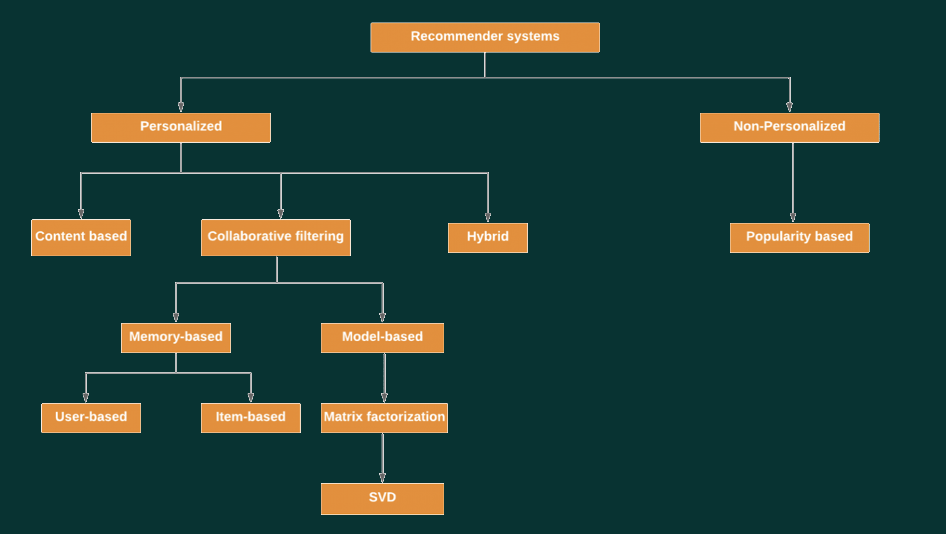 Recommender systems
Personalized
Non-Personalized
Content based
Collaborative filtering
Hybrid
Popularity based
Memory-based
Model-based
User-based
Item-based
Matrix factorization
SVD